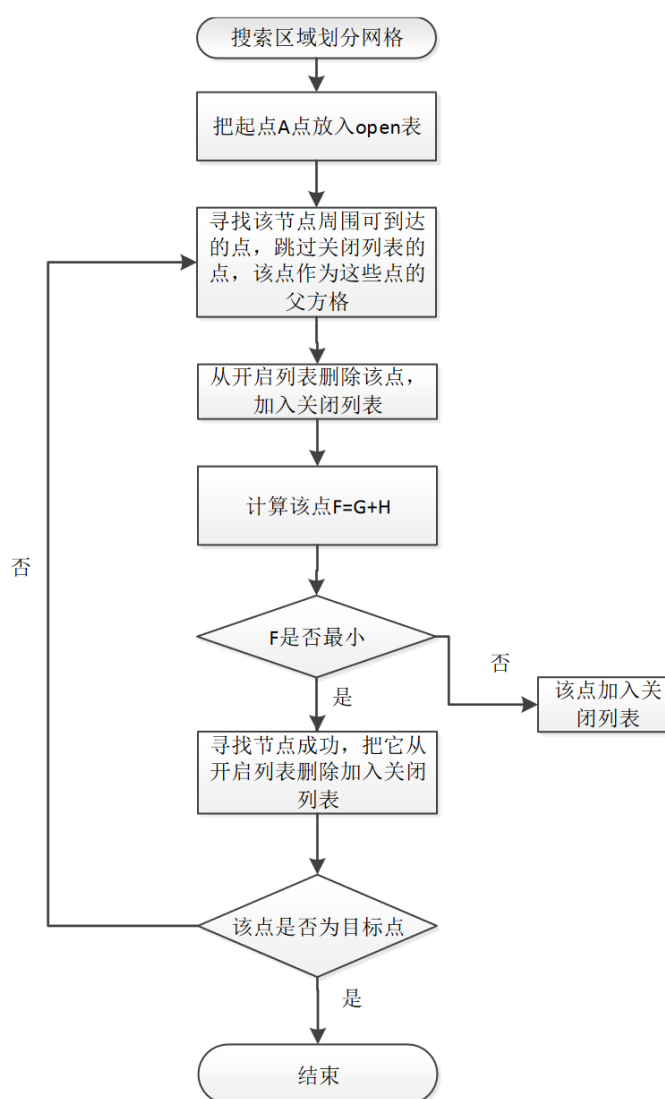 搜索区域划分网格
把起点A点放入open表
寻找该节点周围可到达
的点，跳过关闭列表的
点，该点作为这些点的
父方格
从开启列表删除该点，
加入关闭列表
计算该点F=G+H
否
F是否最小
否
是
该点加入关
闭列表
寻找节点成功，把它从
开启列表删除加入关闭
列表
该点是否为目标点
是
结束